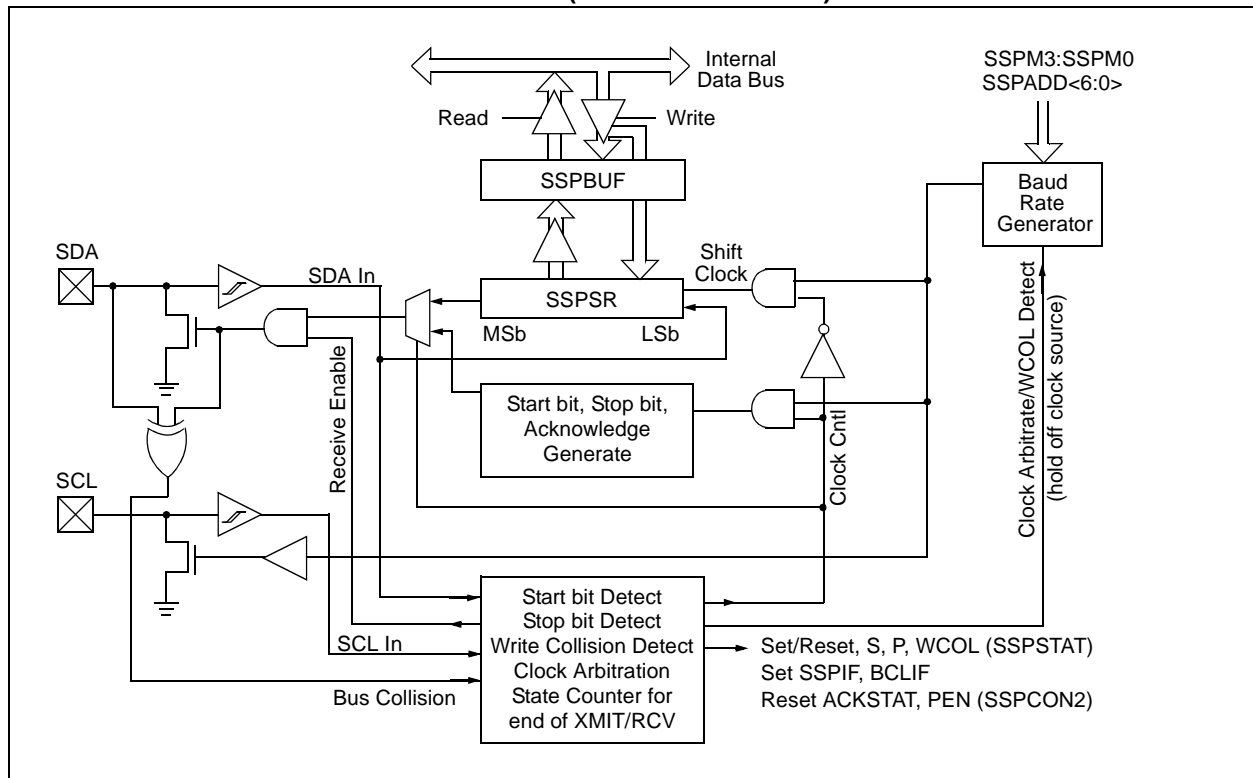 Internal
Data Bus
SSPM3:SSPM0
SSPADD<6:0>
Read
Write
SSPBUF
Baud
Rate
Generator
SDA
SDA In
Shift
Clock
SSPSR
MSb
LSb
Receive Enable
Start bit, Stop bit,
Acknowledge
Generate
Clock Cntl
Clock Arbitrate/WCOL Detect
(hold off clock source)
SCL
SCL In
Bus Collision
Start bit Detect
Stop bit Detect
Write Collision Detect
Clock Arbitration
State Counter for
end of XMIT/RCV
Set/Reset, S, P, WCOL (SSPSTAT)
Set SSPIF, BCLIF
Reset ACKSTAT, PEN (SSPCON2)